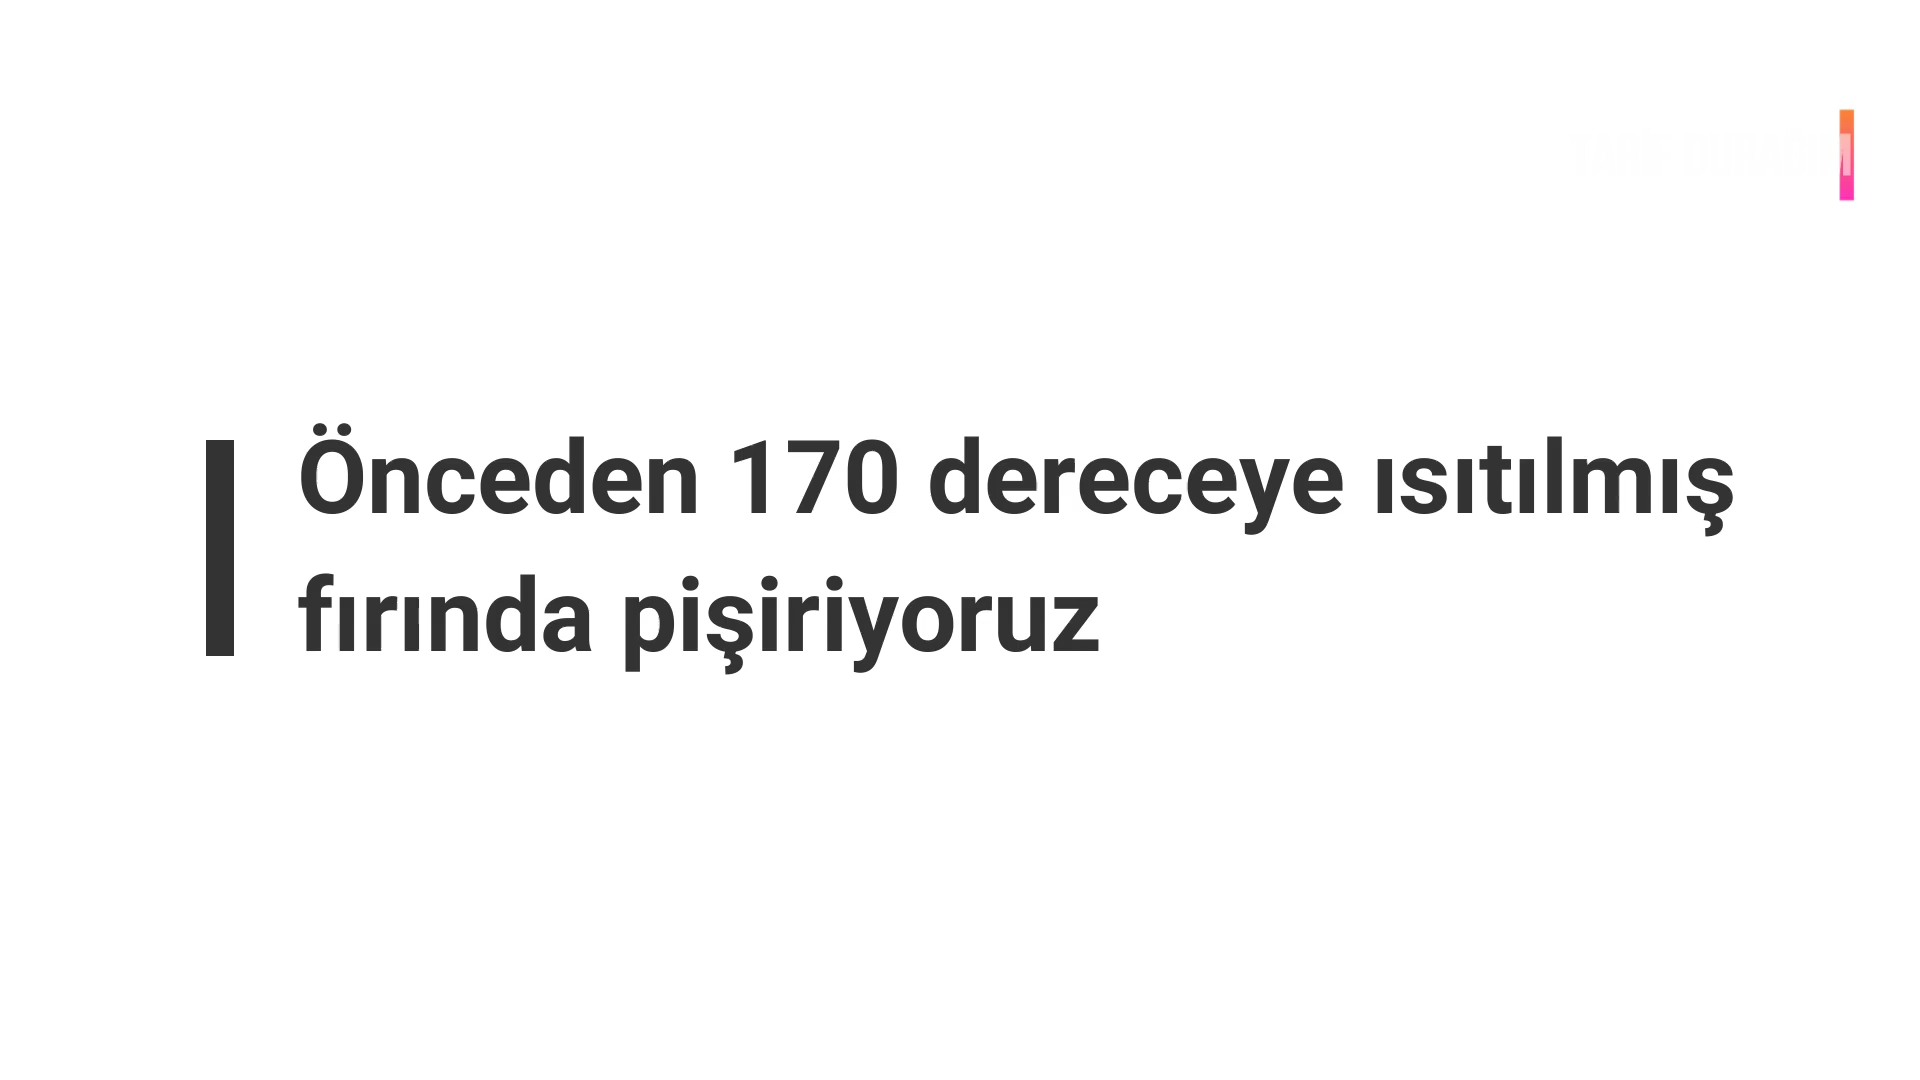 Önceden 170 dereceye ısıtılmış
fırında pişiriyoruz